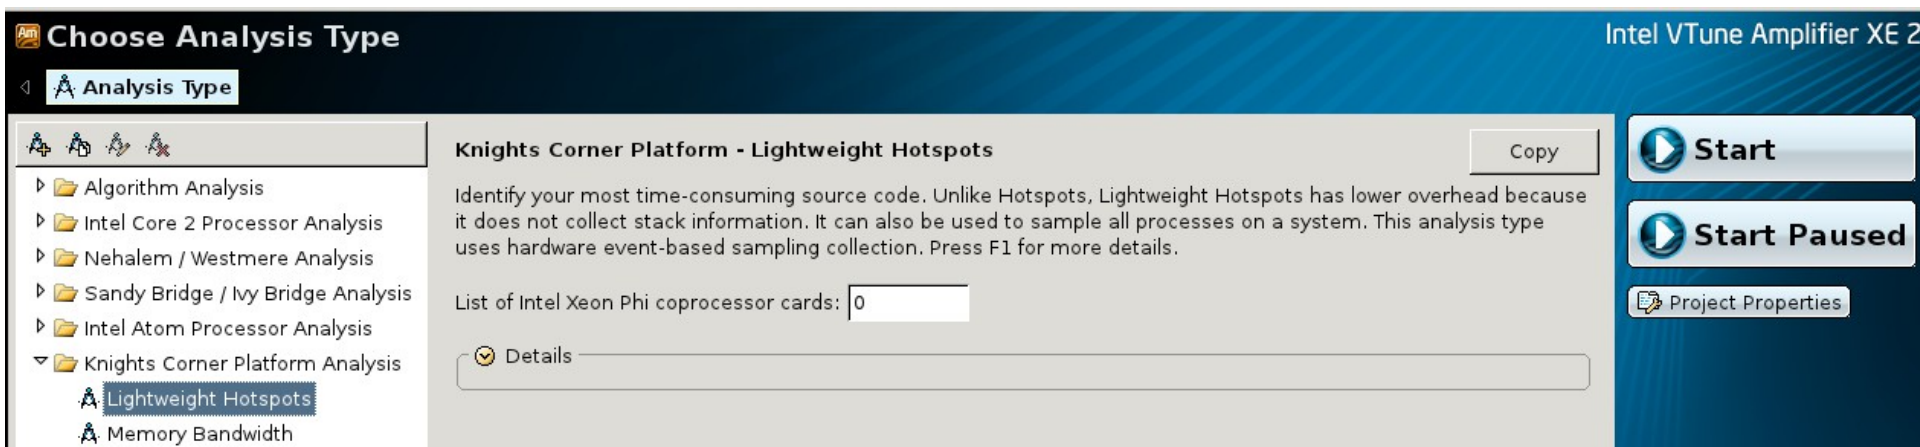 Am Choose Analysis Type
Intel VTune Amplifier XE 2
Analysis Type
Algorithm Analysis
Intel Core 2 Processor Analysis
Nehalem / Westmere Analysis
Sandy Bridge / Ivy Bridge Analysis
Intel Atom Processor Analysis
Knights Corner Platform Analysis
Lightweight Hotspots
Memory Bandwidth
Knights Corner Platform - Lightweight Hotspots
Copy
Identify your most time-consuming source code. Unlike Hotspots, Lightweight Hotspots has lower overhead because
it does not collect stack information. It can also be used to sample all processes on a system. This analysis type
uses hardware event-based sampling collection. Press F1 for more details.
List of Intel Xeon Phi coprocessor cards: 0
Details
Start
Start Paused
Project Properties